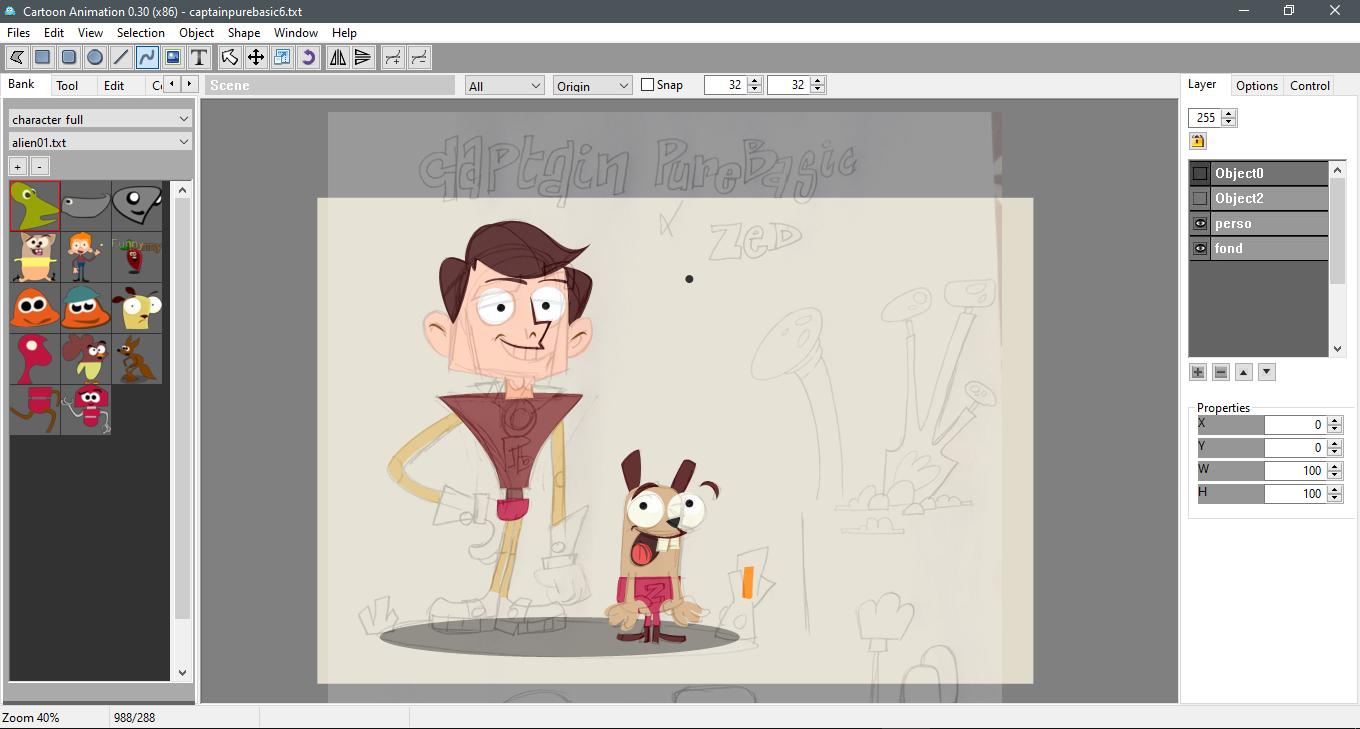 Cartoon Animation 0.30 (x86) - captainpurebasic6.txt
Files Edit View Selection Object Shape Window Help
Bank Tool Edit
Scene
All
Origin
Snap
32
32
Layer Options Control
character full
alien01.txt
+ -
255
Object0
Object2
perso
fond
Captain PureBasic
x
Zed
Funny
Z
Properties
X 0
Y 0
W 100
H 100
Zoom 40%
988/288